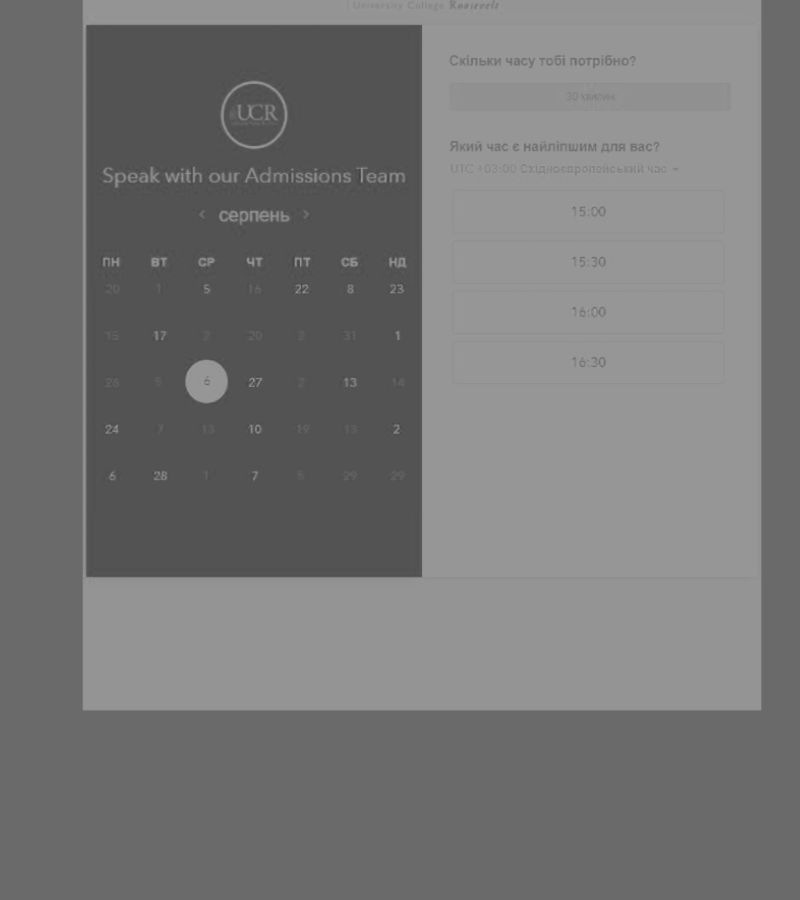 University College Roosevelt
UCR
Speak with our Admissions Team
< серпень >
ПН ВТ СР ЧТ ПТ СБ НД
20 1 5 16 22 8 23
15 17 2 20 2 31 1
26 5 6 27 2 13 14
24 7 13 10 19 13 2
6 28 1 7 5 29 29
Скільки часу тобі потрібно?
30 хвилин
Який час є найліпшим для вас?
UTC +03:00 Східноєвропейський час
15:00
15:30
16:00
16:30